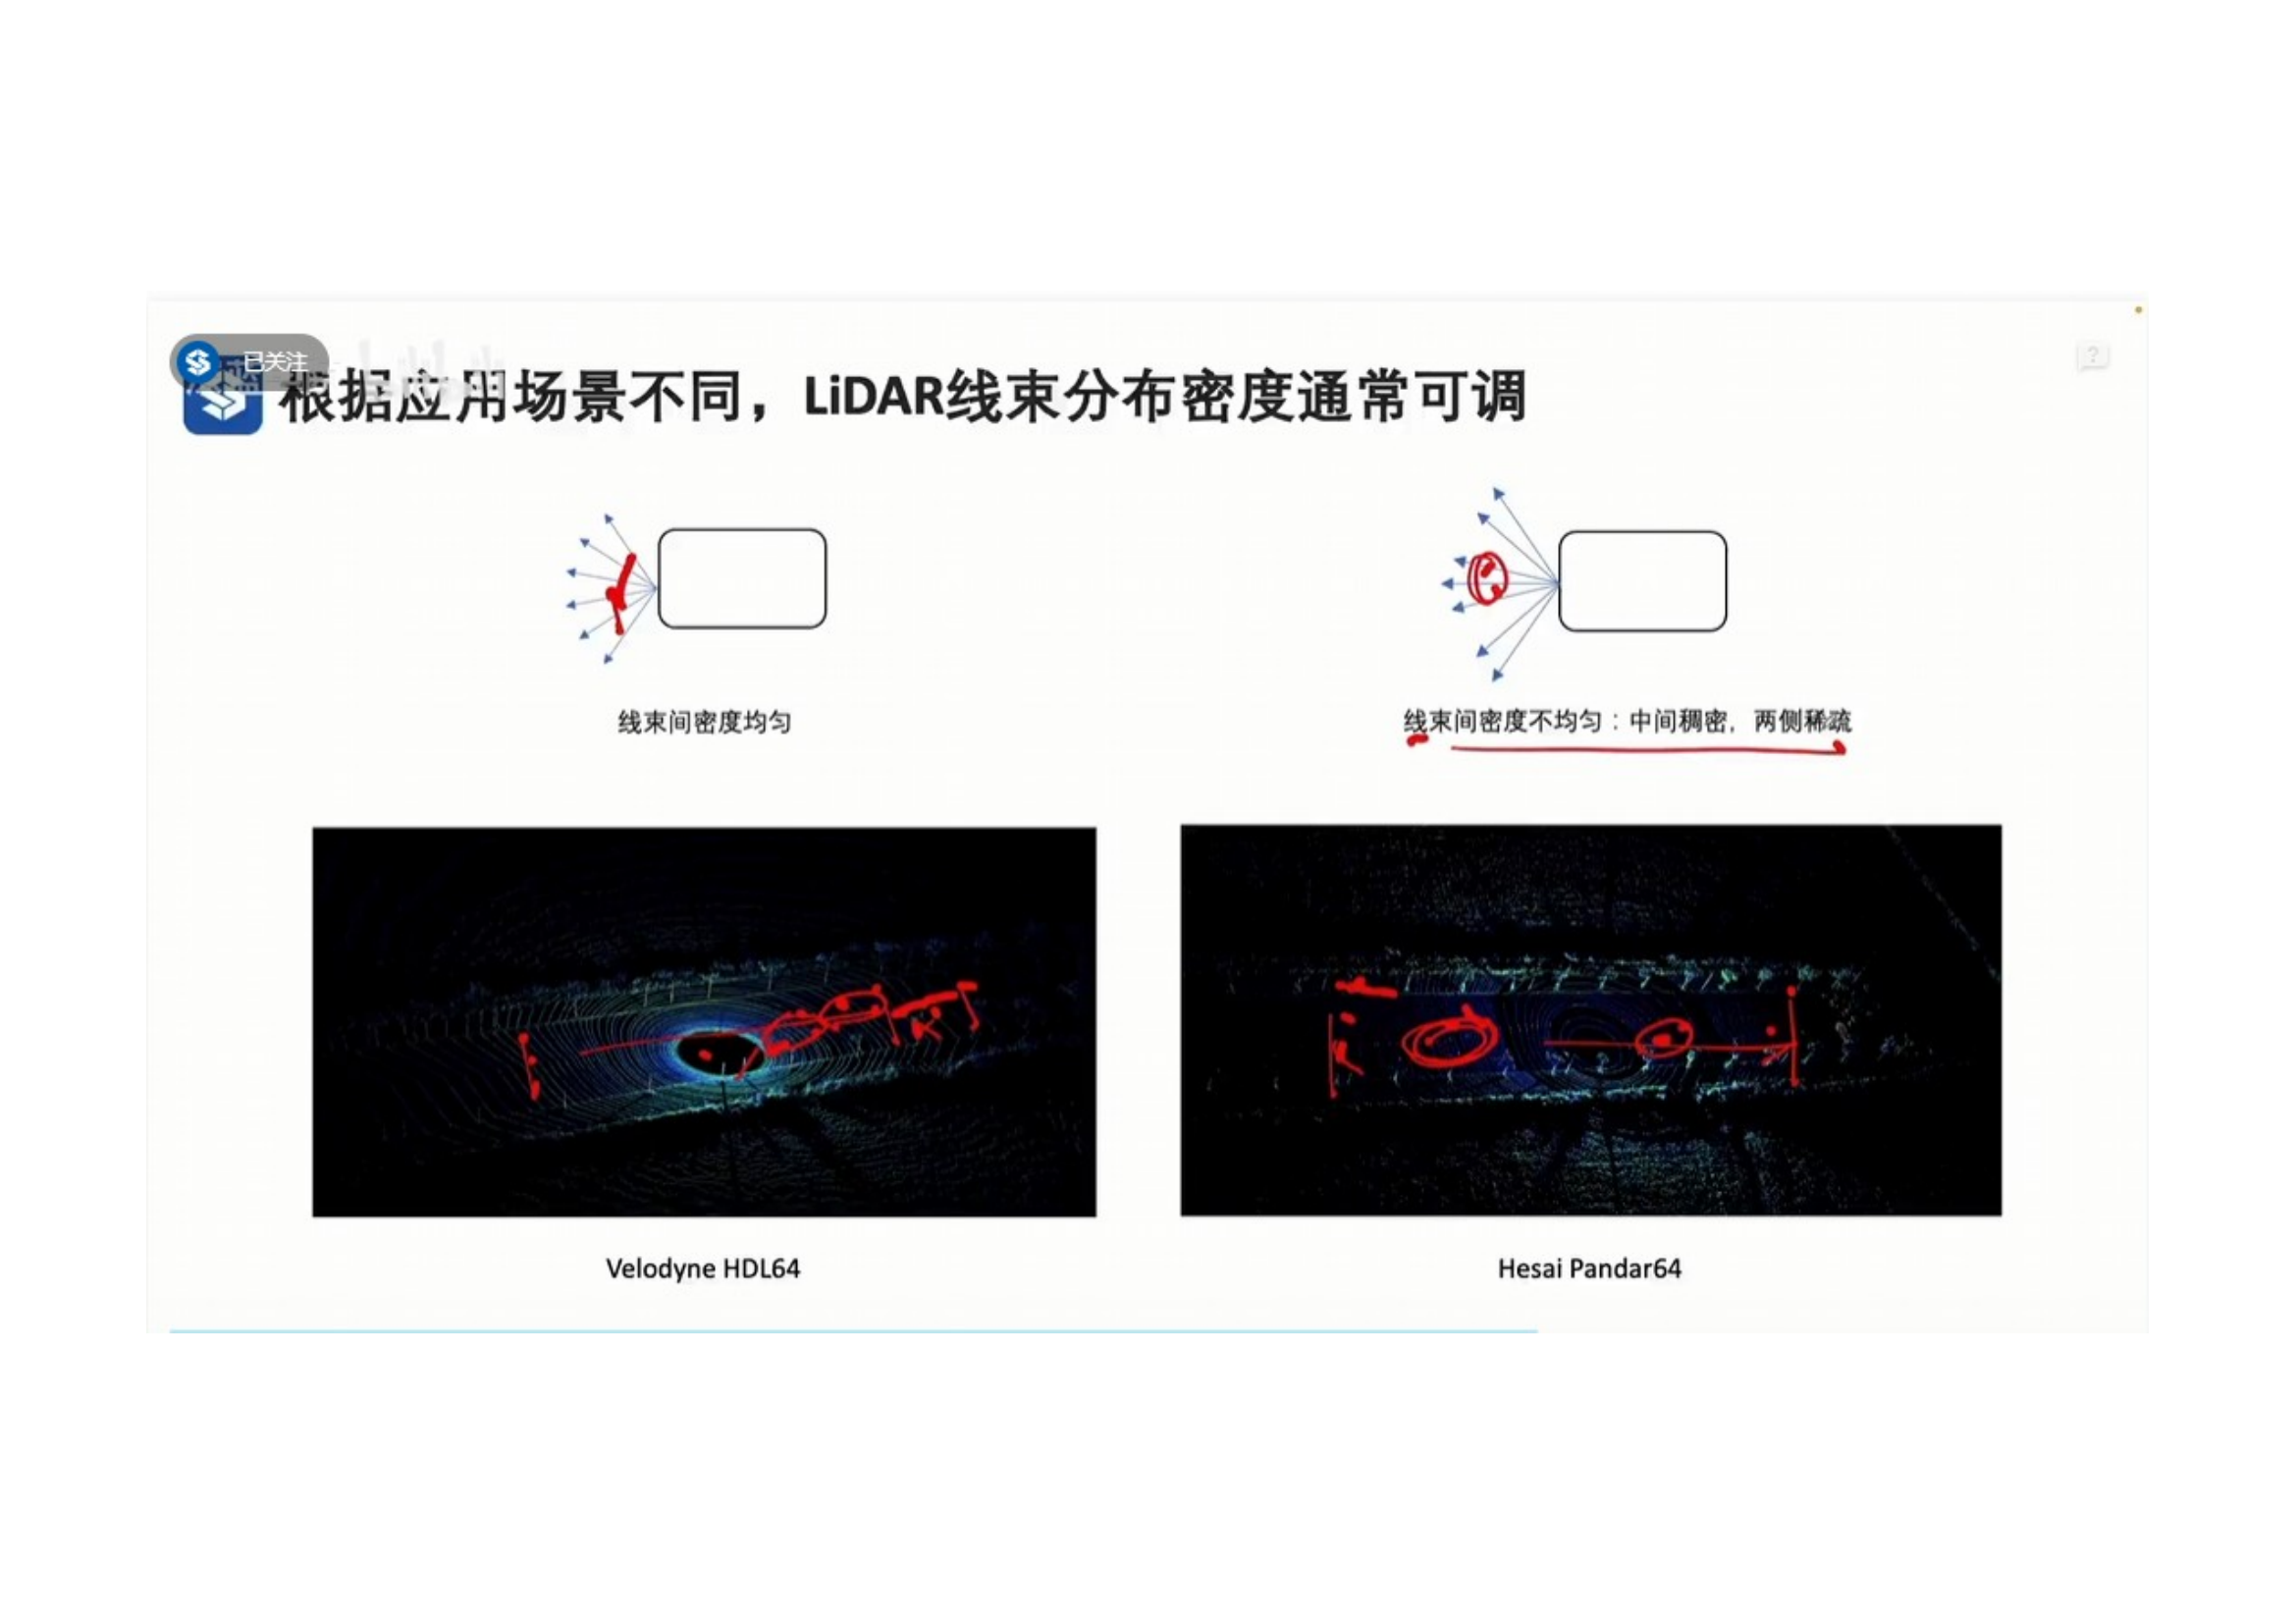 已关注
根据应用场景不同，LiDAR线束分布密度通常可调
线束间密度均匀
线束间密度不均匀：中间稠密，两侧稀疏
Velodyne HDL64
Hesai Pandar64